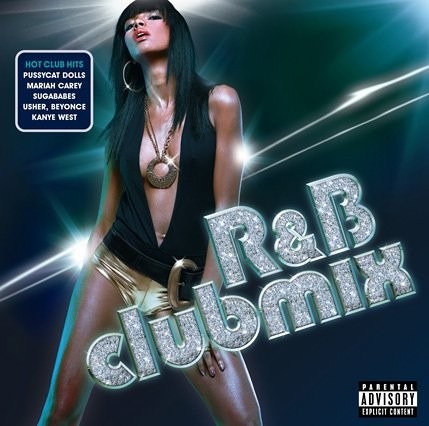 HOT CLUB HITS
PUSSYCAT DOLLS
MARIAH CAREY
SUGABABES
USHER, BEYONCE
KANYE WEST
R&B
clubmix
PARENTAL
ADVISORY
EXPLICIT CONTENT